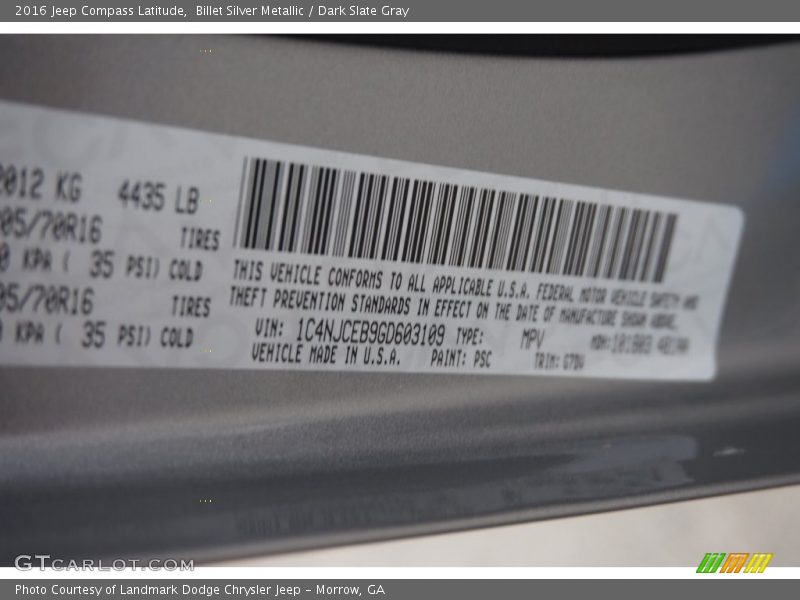 2016 Jeep Compass Latitude, Billet Silver Metallic / Dark Slate Gray
2012 KG 4435 LB
05/70R16 TIRES
0 KPA ( 35 PSI) COLD
05/70R16 TIRES
KPA ( 35 PSI) COLD
THIS VEHICLE CONFORMS TO ALL APPLICABLE U.S.A. FEDERAL MOTOR VEHICLE SAFETY AND
THEFT PREVENTION STANDARDS IN EFFECT ON THE DATE OF MANUFACTURE SHOWN ABOVE.
VIN: 1C4NJCEB9GD603109 TYPE: MPV
VEHICLE MADE IN U.S.A. PAINT: PSC TRIM:
GTCARLOT.COM
Photo Courtesy of Landmark Dodge Chrysler Jeep – Morrow, GA